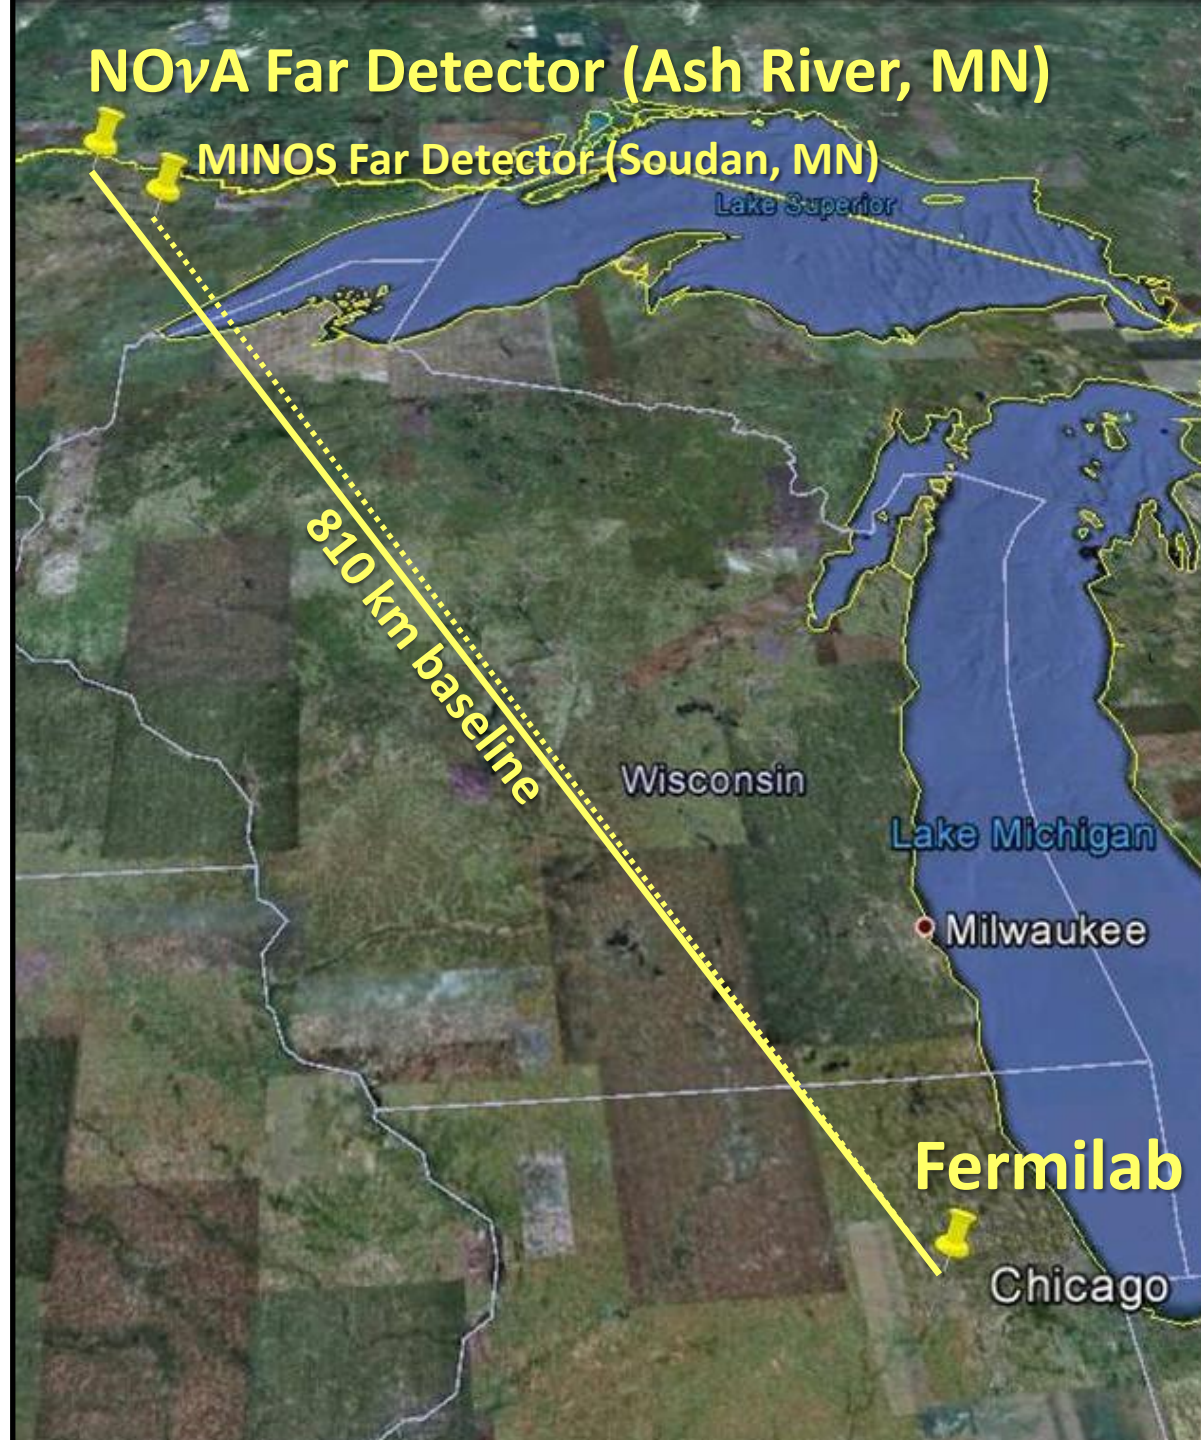 NOνA Far Detector (Ash River, MN)
MINOS Far Detector (Soudan, MN)
Lake Superior
810 km baseline
Wisconsin
Lake Michigan
Milwaukee
Fermilab
Chicago